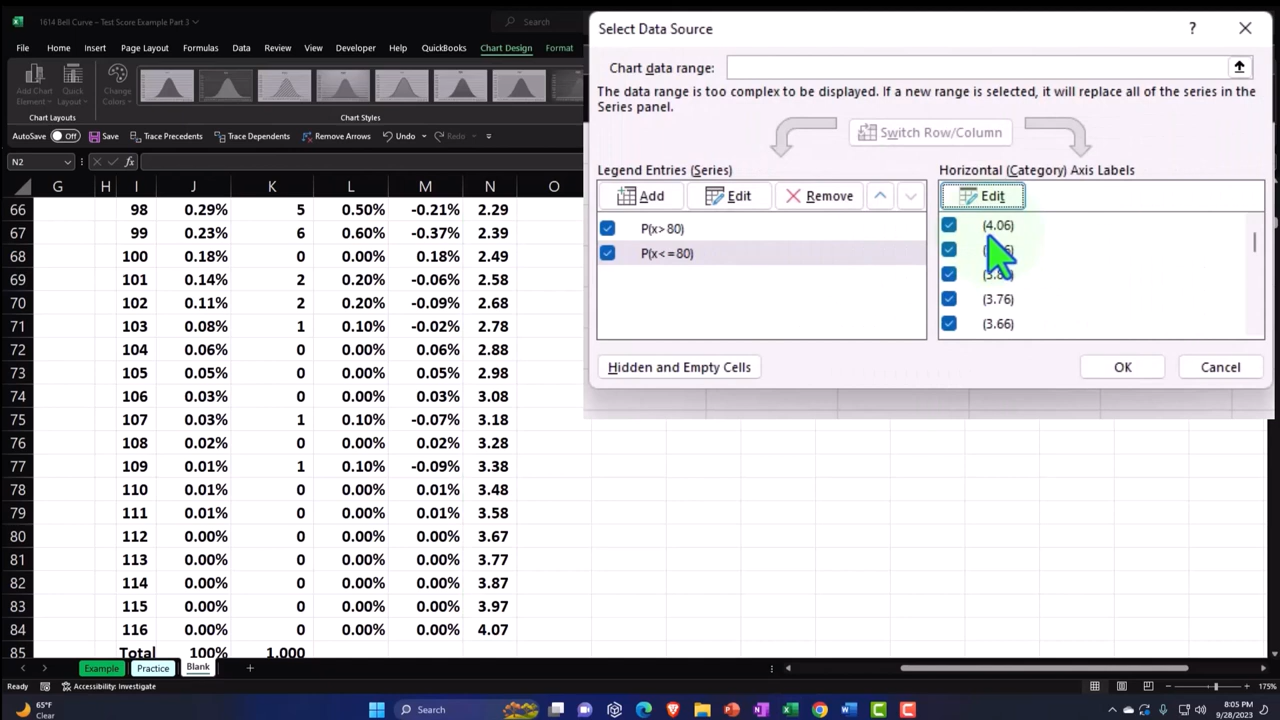 1614 Bell Curve – Test Score Example Part 3
Search
File Home Insert Page Layout Formulas Data Review View Developer Help QuickBooks Chart Design Format
Add Chart Element
Quick Layout
Change Colors
Chart Layouts
Chart Styles
AutoSave Off Save Trace Precedents Trace Dependents Remove Arrows Undo Redo
N2 fx
G H I J K L M N O
66 98 0.29% 5 0.50% -0.21% 2.29
67 99 0.23% 6 0.60% -0.37% 2.39
68 100 0.18% 0 0.00% 0.18% 2.49
69 101 0.14% 2 0.20% -0.06% 2.58
70 102 0.11% 2 0.20% -0.09% 2.68
71 103 0.08% 1 0.10% -0.02% 2.78
72 104 0.06% 0 0.00% 0.06% 2.88
73 105 0.05% 0 0.00% 0.05% 2.98
74 106 0.03% 0 0.00% 0.03% 3.08
75 107 0.03% 1 0.10% -0.07% 3.18
76 108 0.02% 0 0.00% 0.02% 3.28
77 109 0.01% 1 0.10% -0.09% 3.38
78 110 0.01% 0 0.00% 0.01% 3.48
79 111 0.01% 0 0.00% 0.01% 3.58
80 112 0.00% 0 0.00% 0.00% 3.67
81 113 0.00% 0 0.00% 0.00% 3.77
82 114 0.00% 0 0.00% 0.00% 3.87
83 115 0.00% 0 0.00% 0.00% 3.97
84 116 0.00% 0 0.00% 0.00% 4.07
85 Total 100% 1,000
Select Data Source ?
Chart data range:
The data range is too complex to be displayed. If a new range is selected, it will replace all of the series in the
Series panel.
Switch Row/Column
Legend Entries (Series)
Add Edit Remove
P(x>80)
P(x<=80)
Horizontal (Category) Axis Labels
Edit
(4.06)
(3.76)
(3.66)
Hidden and Empty Cells
OK Cancel
Example Practice Blank
Ready Accessibility: Investigate 175%
65°F
Clear
Search
8:05 PM
9/28/2023